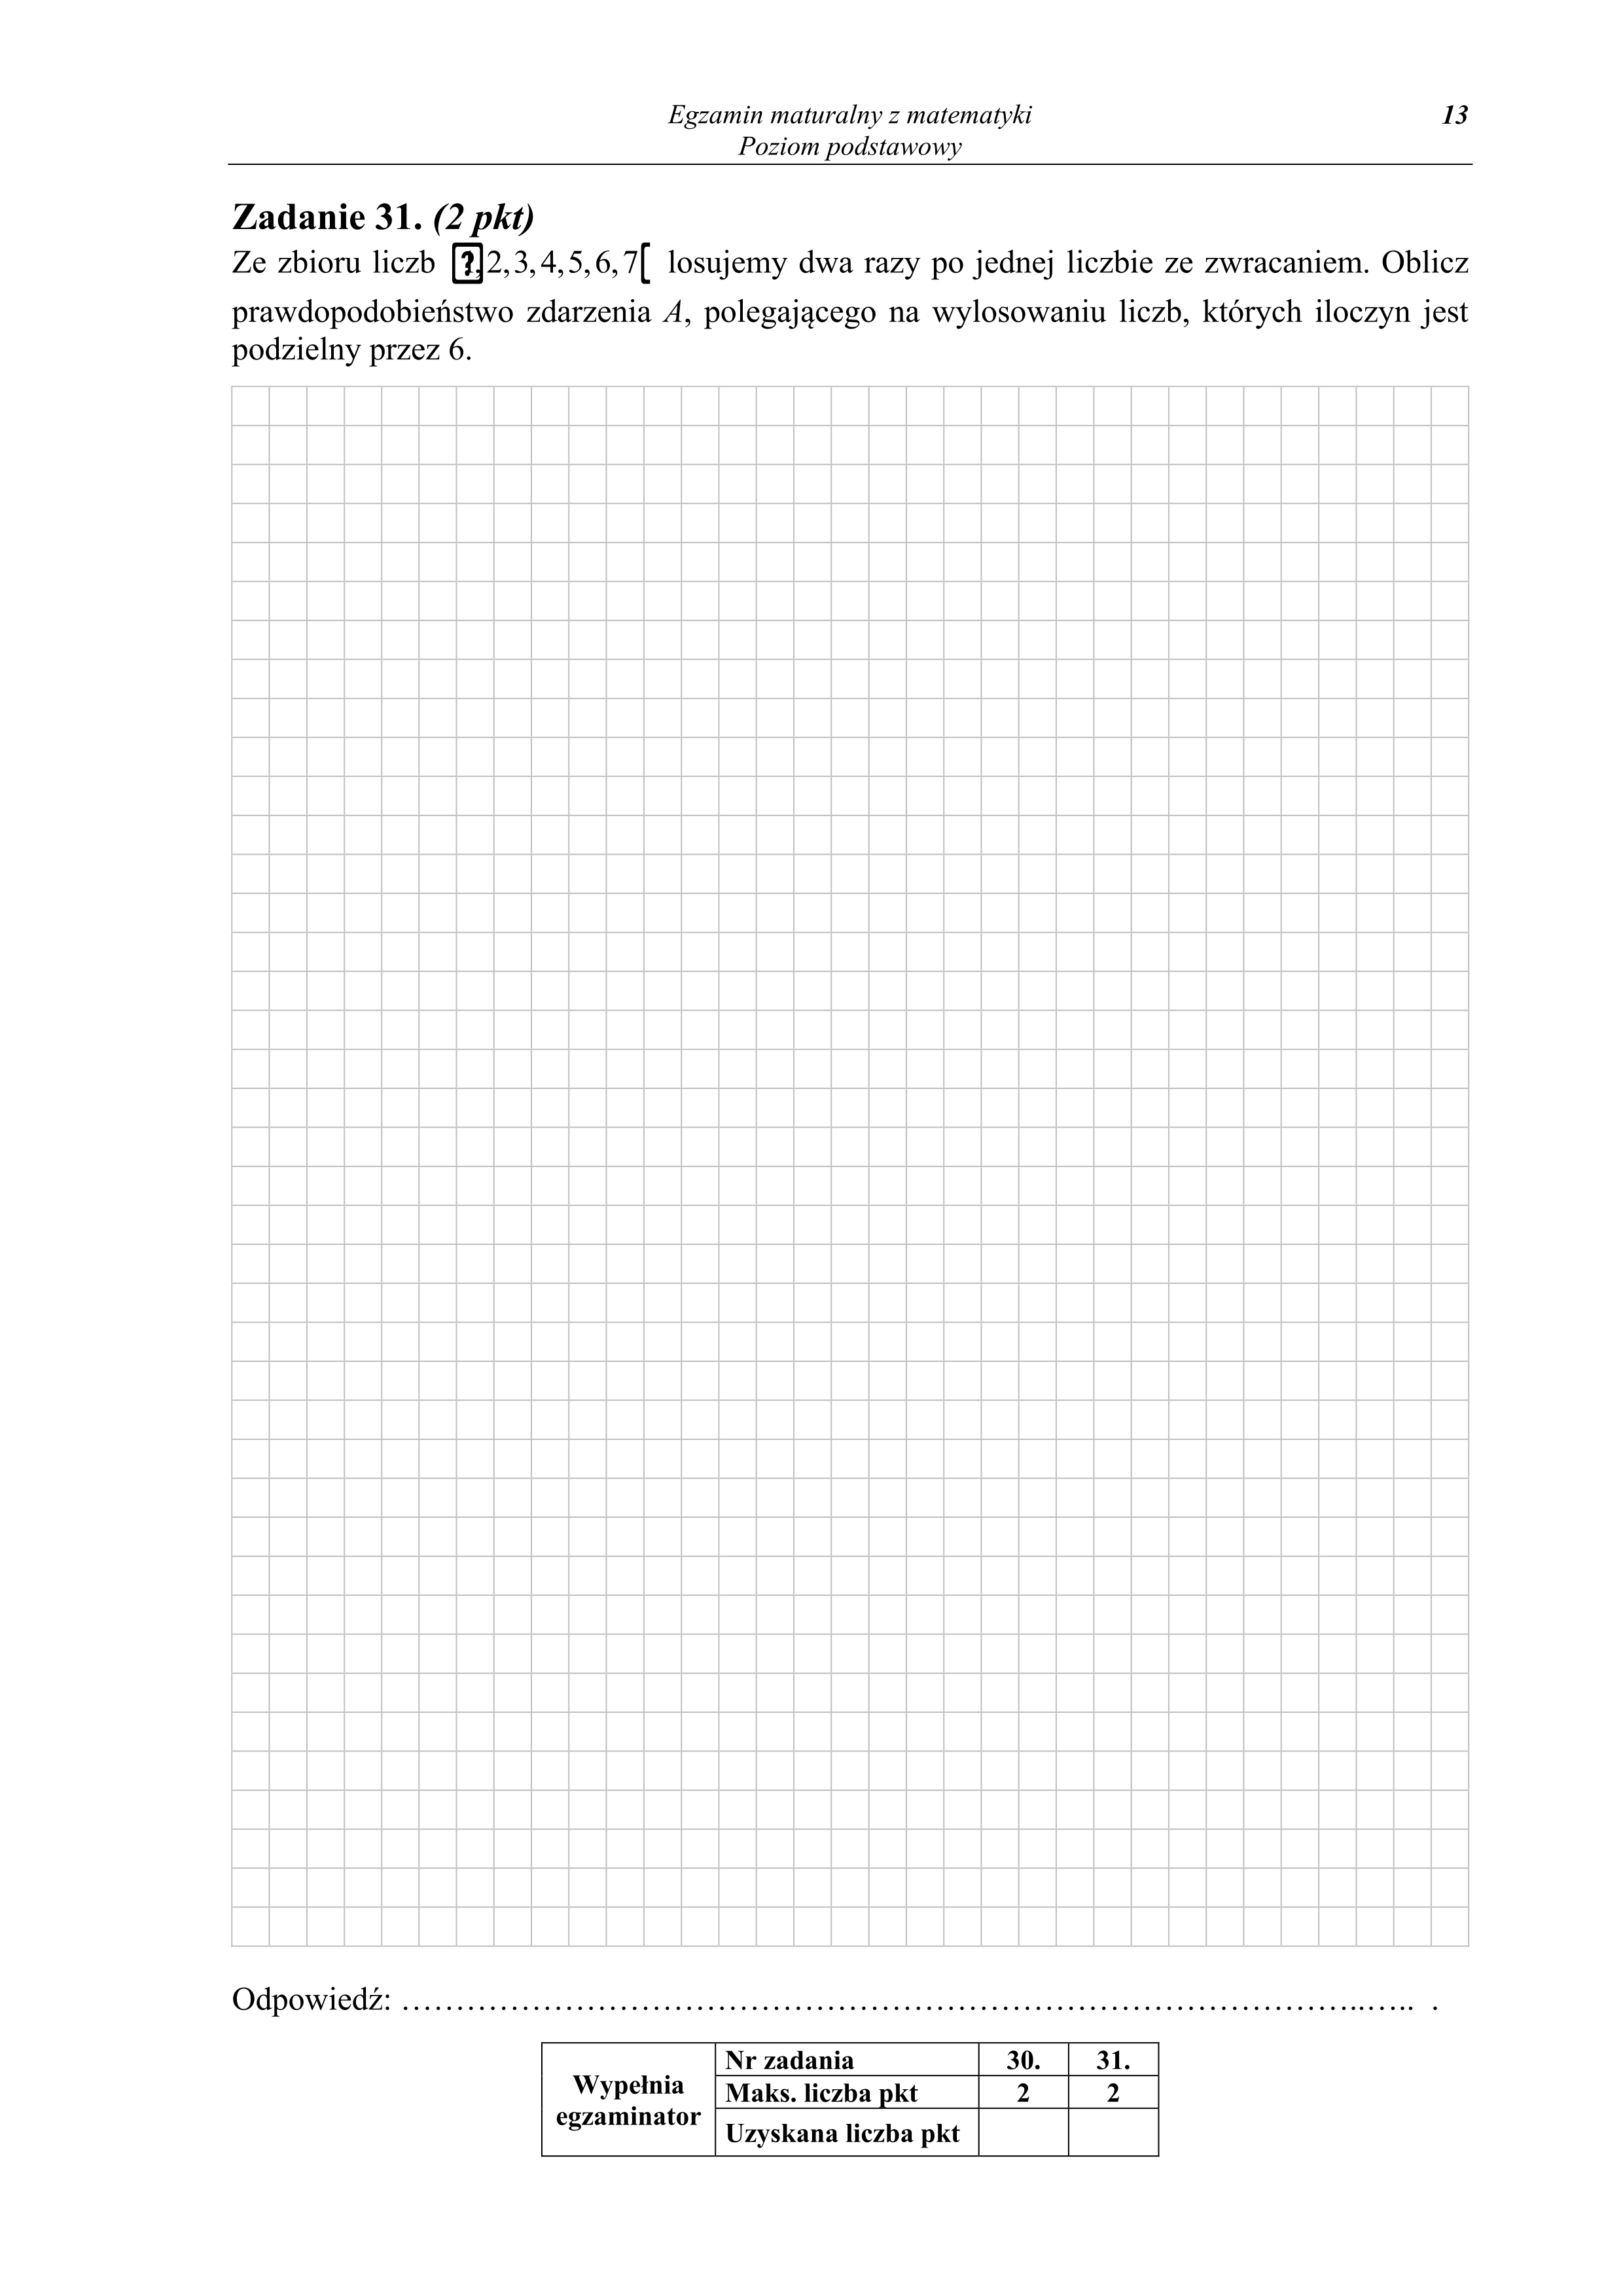 Egzamin maturalny z matematyki 13
Poziom podstawowy
Zadanie 31. (2 pkt)
Ze zbioru liczb 1,2,3,4,5,6,7[ losujemy dwa razy po jednej liczbie ze zwracaniem. Oblicz
prawdopodobieństwo zdarzenia A, polegającego na wylosowaniu liczb, których iloczyn jest
podzielny przez 6.
Odpowiedź: ………………………………………………………………………………..….. .
Wypełnia
egzaminator
Nr zadania 30. 31.
Maks. liczba pkt 2 2
Uzyskana liczba pkt